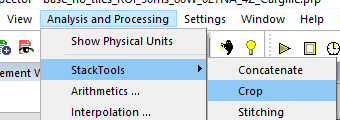 View Analysis and Processing Settings Window Help
Show Physical Units
StackTools Concatenate
Arithmetics ... Crop
Interpolation ... Stitching